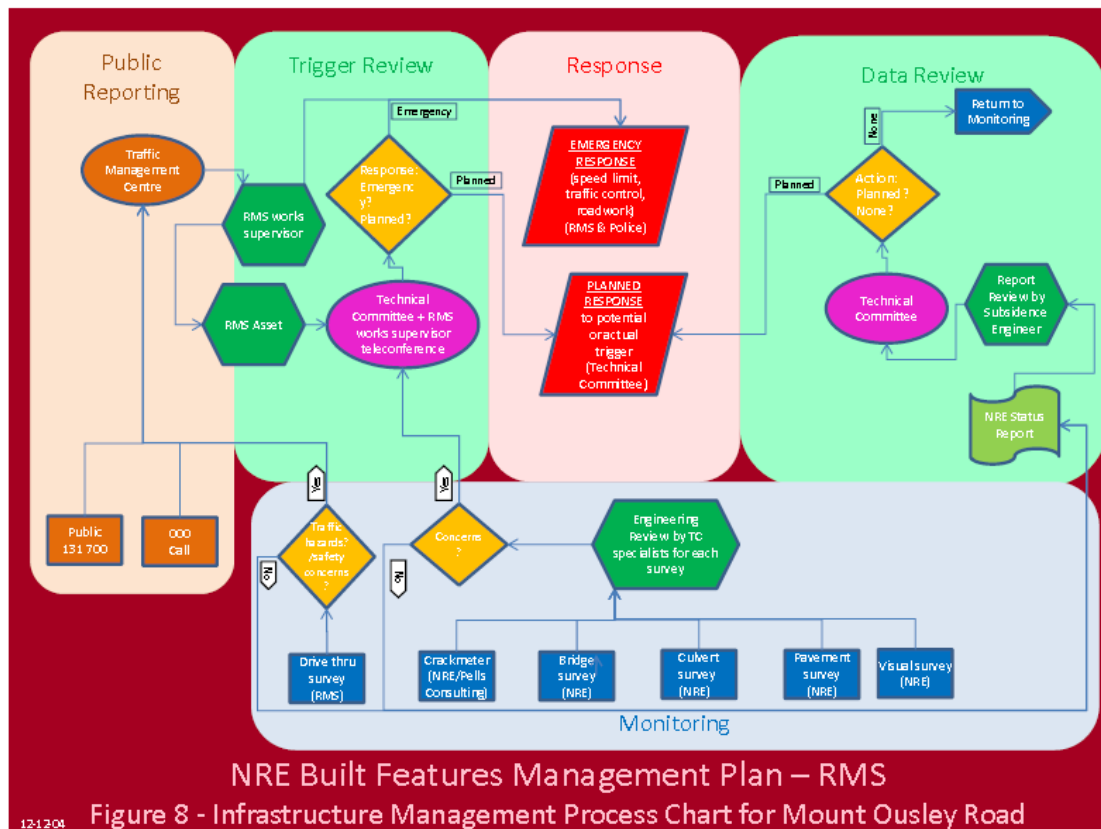 Public
Reporting
Trigger Review
Response
Data Review
Traffic
Management
Centre
RMS works
supervisor
RMS Asset
Response:
Emergenc
y?
Planned?
Emergency
Planned
Technical
Committee + RMS
works supervisor
teleconference
EMERGENCY
RESPONSE
(speed limit,
traffic control,
roadwork)
(RMS & Police)
PLANNED
RESPONSE
to potential
or actual
trigger
(Technical
Committee)
None
Return to
Monitoring
Planned
Action:
Planned?
None?
Technical
Committee
Report
Review by
Subsidence
Engineer
NRE Status
Report
Public
131 700
000
Call
Yes
Traffic
hazards?
/safety
concerns
?
No
Yes
Concerns
?
No
Engineering
Review by TC
specialists for each
survey
Drive thru
survey
(RMS)
Crackmeter
(NRE/Pells
Consulting)
Bridge
survey
(NRE)
Culvert
survey
(NRE)
Pavement
survey
(NRE)
Visual survey
(NRE)
Monitoring
NRE Built Features Management Plan – RMS
Figure 8 - Infrastructure Management Process Chart for Mount Ousley Road
12-12-04